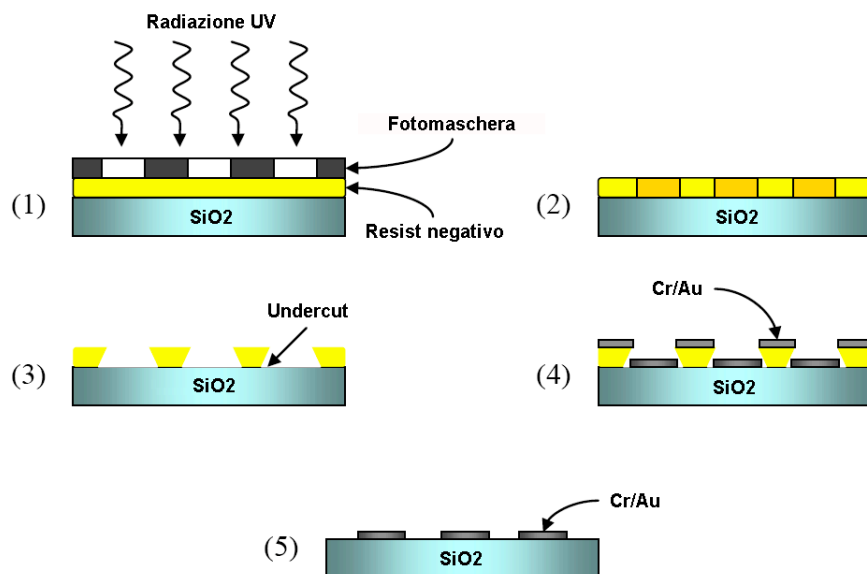 Radiazione UV
Fotomaschera
(1)
SiO2
Resist negativo
(2)
SiO2
Undercut
(3)
SiO2
Cr/Au
(4)
SiO2
Cr/Au
(5)
SiO2